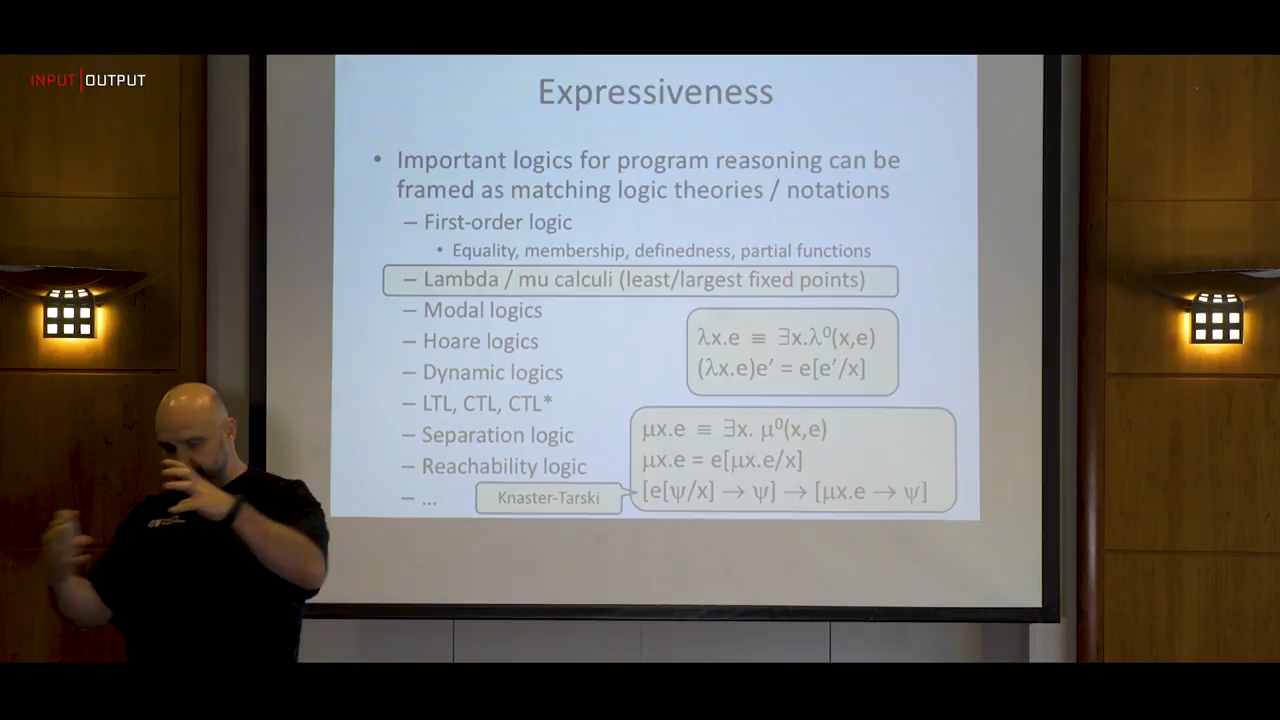 INPUT|OUTPUT
Expressiveness
• Important logics for program reasoning can be
framed as matching logic theories / notations
– First-order logic
• Equality, membership, definedness, partial functions
– Lambda / mu calculi (least/largest fixed points)
– Modal logics
– Hoare logics
– Dynamic logics
– LTL, CTL, CTL*
– Separation logic
– Reachability logic
– ...
λx.e ≡ ∃x.λ⁰(x,e)
(λx.e)e′ = e[e′/x]
μx.e ≡ ∃x. μ⁰(x,e)
μx.e = e[μx.e/x]
[e[ψ/x] → ψ] → [μx.e → ψ]
Knaster-Tarski